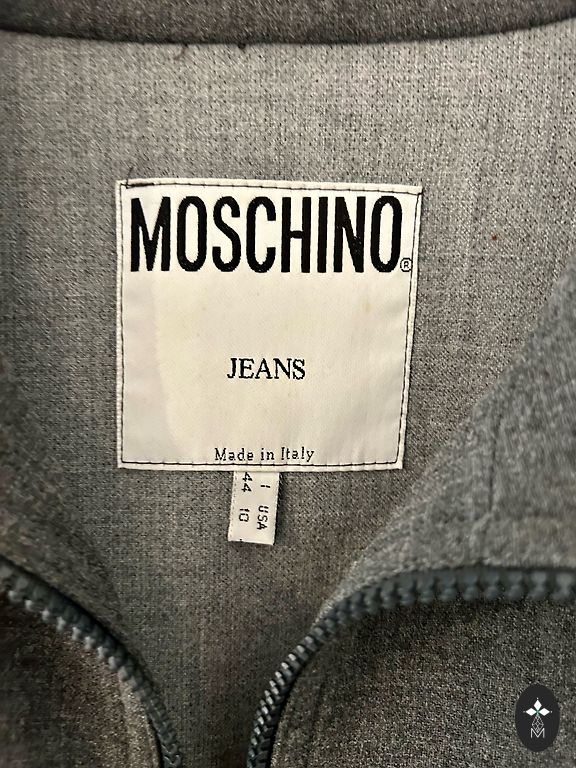 MOSCHINO®
JEANS
Made in Italy
I 44
USA 10
M